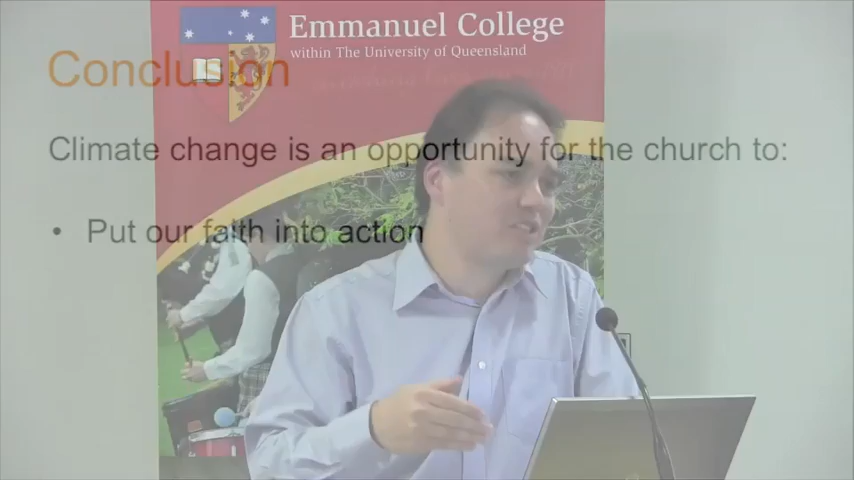 Emmanuel College
within The University of Queensland
Conclusion
Climate change is an opportunity for the church to:
• Put our faith into action